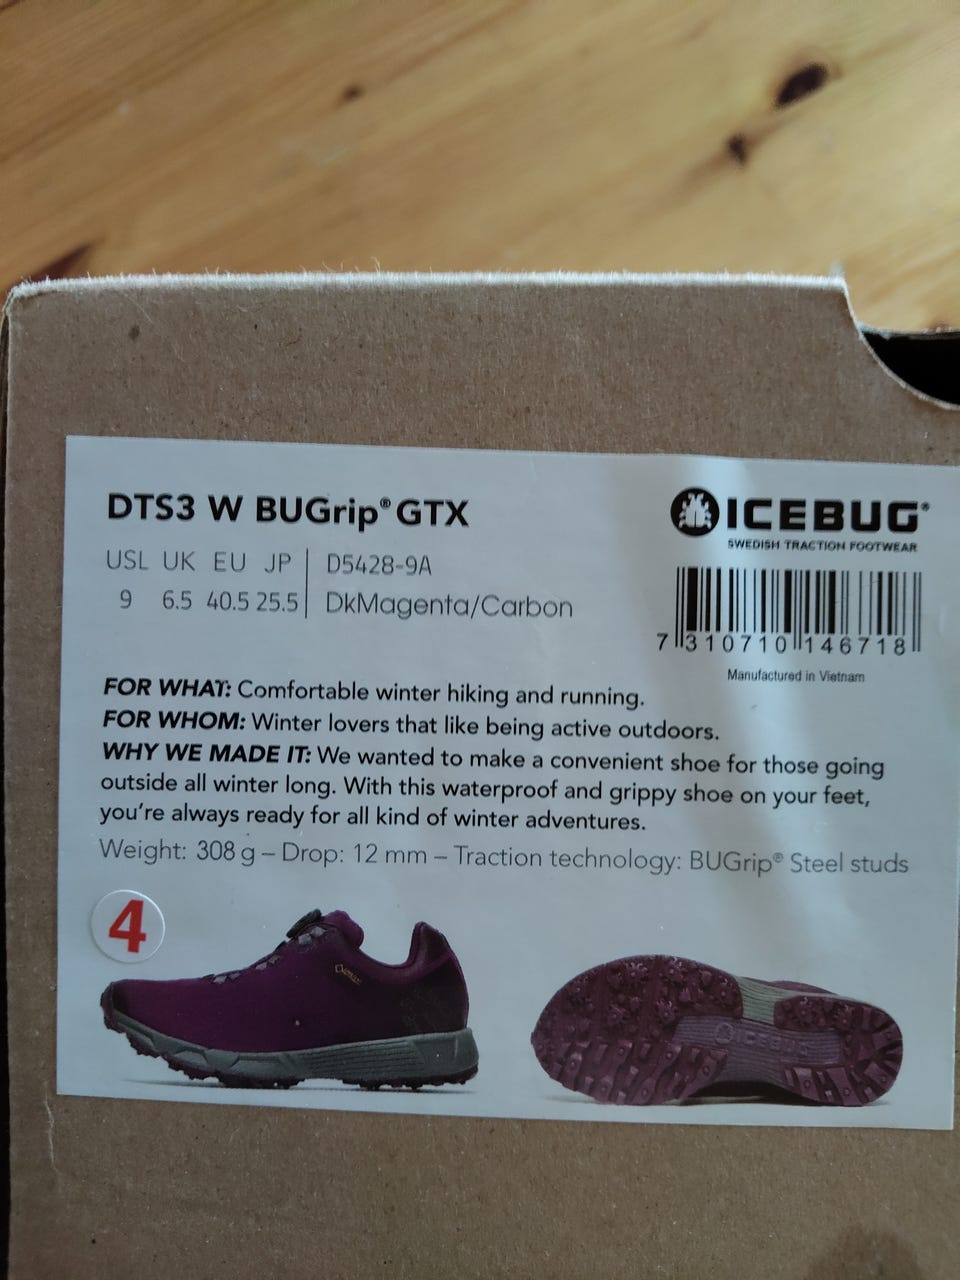 DTS3 W BUGrip® GTX
USL UK EU JP
9 6.5 40.5 25.5
D5428-9A
DkMagenta/Carbon
ICEBUG®
SWEDISH TRACTION FOOTWEAR
7 310710 146718
Manufactured in Vietnam
FOR WHAT: Comfortable winter hiking and running.
FOR WHOM: Winter lovers that like being active outdoors.
WHY WE MADE IT: We wanted to make a convenient shoe for those going
outside all winter long. With this waterproof and grippy shoe on your feet,
you're always ready for all kind of winter adventures.
Weight: 308 g – Drop: 12 mm – Traction technology: BUGrip® Steel studs
4
ICEBUG